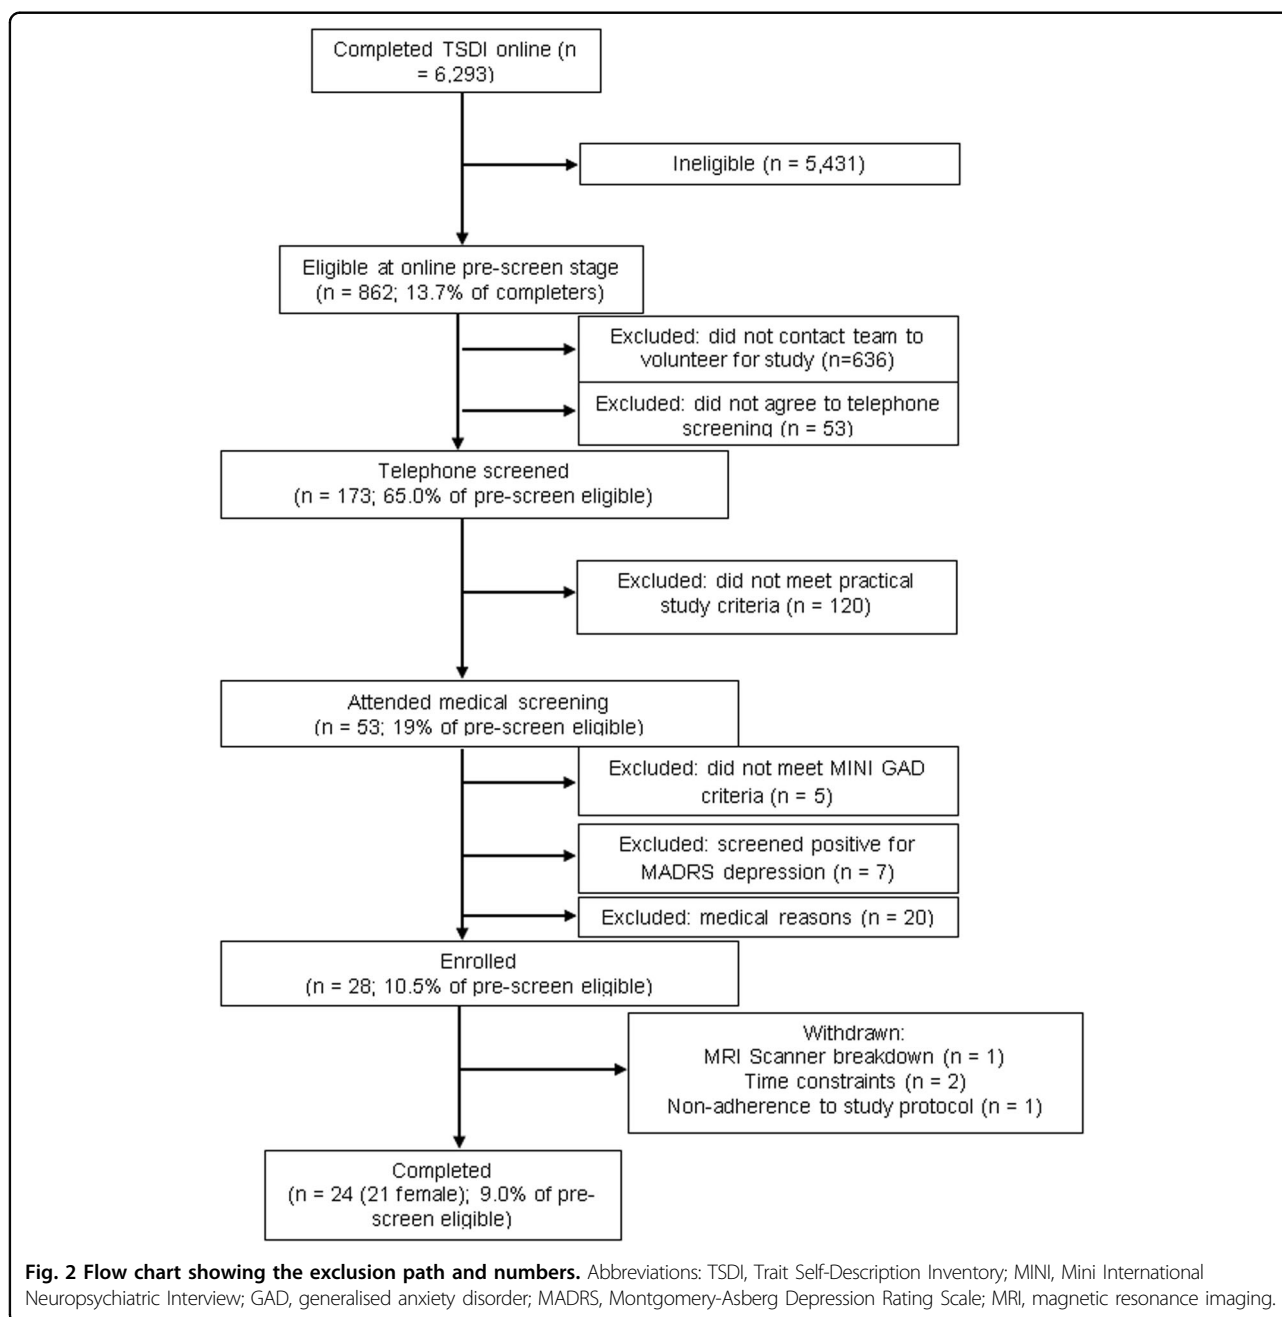 Completed TSDI online (n
= 6,293)
Ineligible (n = 5,431)
Eligible at online pre-screen stage
(n = 862; 13.7% of completers)
Excluded: did not contact team to
volunteer for study (n=636)
Excluded: did not agree to telephone
screening (n = 53)
Telephone screened
(n = 173; 65.0% of pre-screen eligible)
Excluded: did not meet practical
study criteria (n = 120)
Attended medical screening
(n = 53; 19% of pre-screen eligible)
Excluded: did not meet MINI GAD
criteria (n = 5)
Excluded: screened positive for
MADRS depression (n = 7)
Excluded: medical reasons (n = 20)
Enrolled
(n = 28; 10.5% of pre-screen eligible)
Withdrawn:
MRI Scanner breakdown (n = 1)
Time constraints (n = 2)
Non-adherence to study protocol (n = 1)
Completed
(n = 24 (21 female); 9.0% of pre-
screen eligible)
Fig. 2 Flow chart showing the exclusion path and numbers. Abbreviations: TSDI, Trait Self-Description Inventory; MINI, Mini International
Neuropsychiatric Interview; GAD, generalised anxiety disorder; MADRS, Montgomery-Asberg Depression Rating Scale; MRI, magnetic resonance imaging.